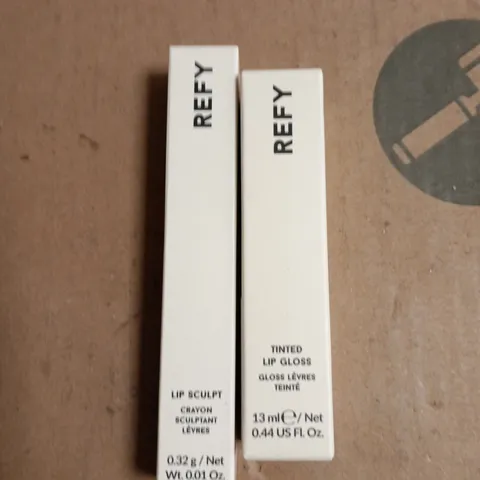 REFY
LIP SCULPT
CRAYON
SCULPTANT
LÈVRES
0.32 g / Net
Wt. 0.01 Oz.
REFY
TINTED
LIP GLOSS
GLOSS LÈVRES
TEINTÉ
13 ml ℮ / Net
0.44 US Fl. Oz.